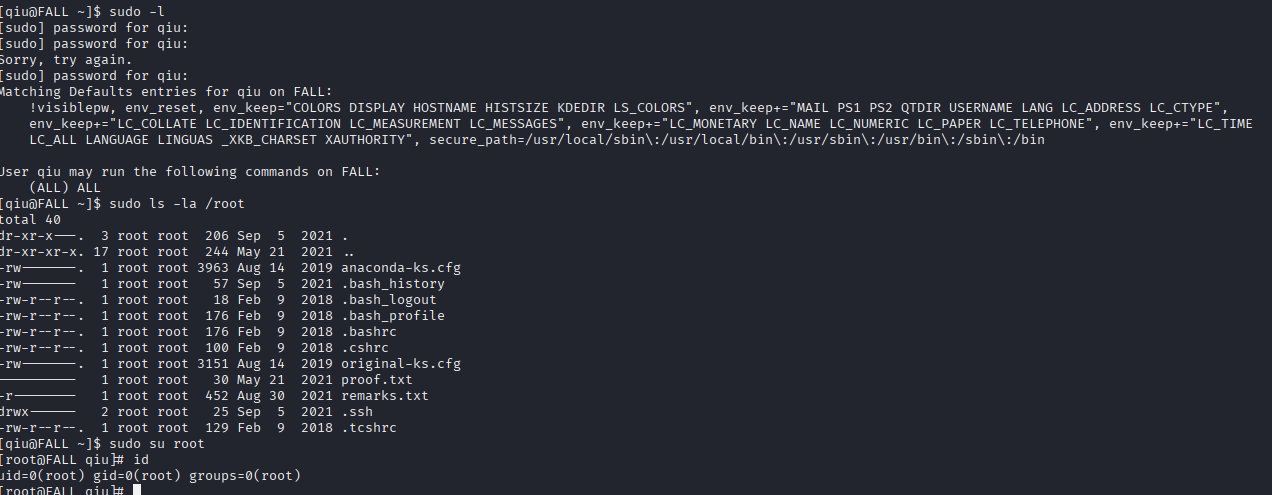 [qiu@FALL ~]$ sudo -l
[sudo] password for qiu:
[sudo] password for qiu:
Sorry, try again.
[sudo] password for qiu:
Matching Defaults entries for qiu on FALL:
    !visiblepw, env_reset, env_keep="COLORS DISPLAY HOSTNAME HISTSIZE KDEDIR LS_COLORS", env_keep+="MAIL PS1 PS2 QTDIR USERNAME LANG LC_ADDRESS LC_CTYPE",
    env_keep+="LC_COLLATE LC_IDENTIFICATION LC_MEASUREMENT LC_MESSAGES", env_keep+="LC_MONETARY LC_NAME LC_NUMERIC LC_PAPER LC_TELEPHONE", env_keep+="LC_TIME
    LC_ALL LANGUAGE LINGUAS _XKB_CHARSET XAUTHORITY", secure_path=/usr/local/sbin\:/usr/local/bin\:/usr/sbin\:/usr/bin\:/sbin\:/bin
User qiu may run the following commands on FALL:
    (ALL) ALL
[qiu@FALL ~]$ sudo ls -la /root
total 40
dr-xr-x---.  3 root root  206 Sep  5  2021 .
dr-xr-xr-x. 17 root root  244 May 21  2021 ..
-rw-------.  1 root root 3963 Aug 14  2019 anaconda-ks.cfg
-rw-------   1 root root   57 Sep  5  2021 .bash_history
-rw-r--r--.  1 root root   18 Feb  9  2018 .bash_logout
-rw-r--r--.  1 root root  176 Feb  9  2018 .bash_profile
-rw-r--r--.  1 root root  176 Feb  9  2018 .bashrc
-rw-r--r--.  1 root root  100 Feb  9  2018 .cshrc
-rw-------.  1 root root 3151 Aug 14  2019 original-ks.cfg
----------   1 root root   30 May 21  2021 proof.txt
-r--------   1 root root  452 Aug 30  2021 remarks.txt
drwx------   2 root root   25 Sep  5  2021 .ssh
-rw-r--r--.  1 root root  129 Feb  9  2018 .tcshrc
[qiu@FALL ~]$ sudo su root
[root@FALL qiu]# id
uid=0(root) gid=0(root) groups=0(root)
[root@FALL qiu]#